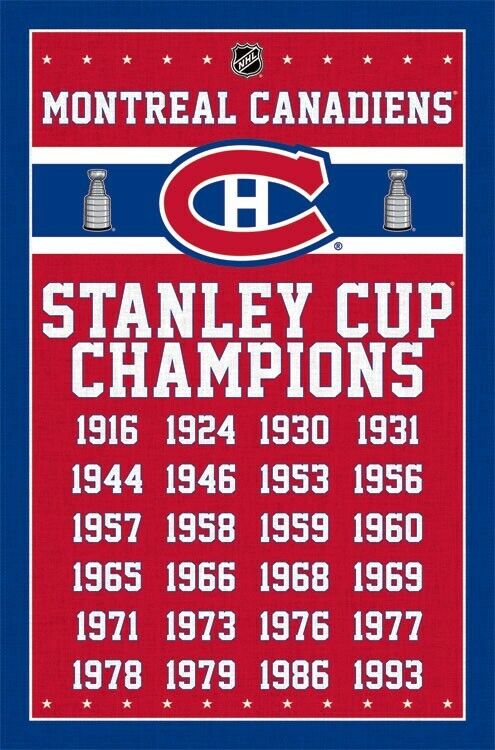 NHL
MONTREAL CANADIENS®
CH
®
STANLEY CUP®
CHAMPIONS
1916 1924 1930 1931
1944 1946 1953 1956
1957 1958 1959 1960
1965 1966 1968 1969
1971 1973 1976 1977
1978 1979 1986 1993